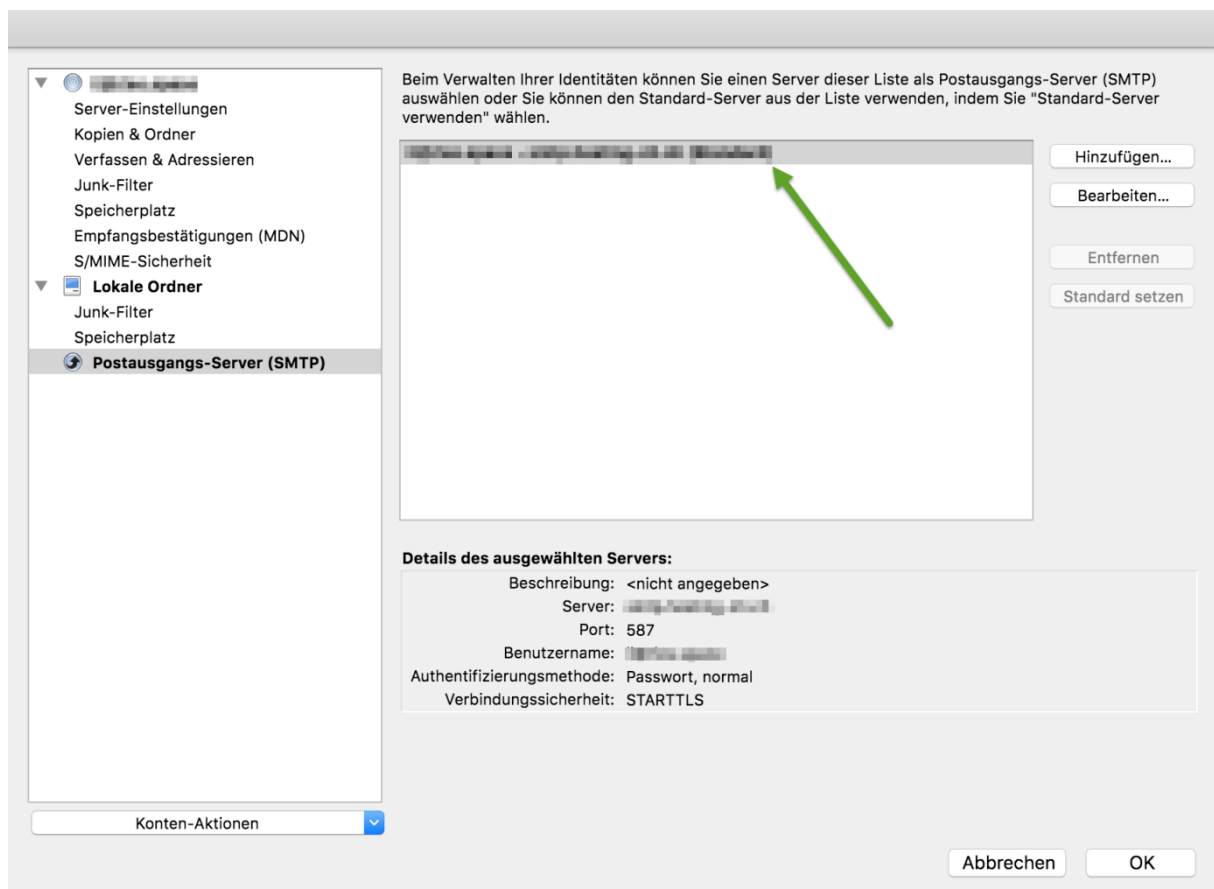 Server-Einstellungen
Kopien & Ordner
Verfassen & Adressieren
Junk-Filter
Speicherplatz
Empfangsbestätigungen (MDN)
S/MIME-Sicherheit
Lokale Ordner
Junk-Filter
Speicherplatz
Postausgangs-Server (SMTP)
Konten-Aktionen
Beim Verwalten Ihrer Identitäten können Sie einen Server dieser Liste als Postausgangs-Server (SMTP)
auswählen oder Sie können den Standard-Server aus der Liste verwenden, indem Sie "Standard-Server
verwenden" wählen.
Hinzufügen...
Bearbeiten...
Entfernen
Standard setzen
Details des ausgewählten Servers:
Beschreibung: <nicht angegeben>
Server:
Port: 587
Benutzername:
Authentifizierungsmethode: Passwort, normal
Verbindungssicherheit: STARTTLS
Abbrechen
OK